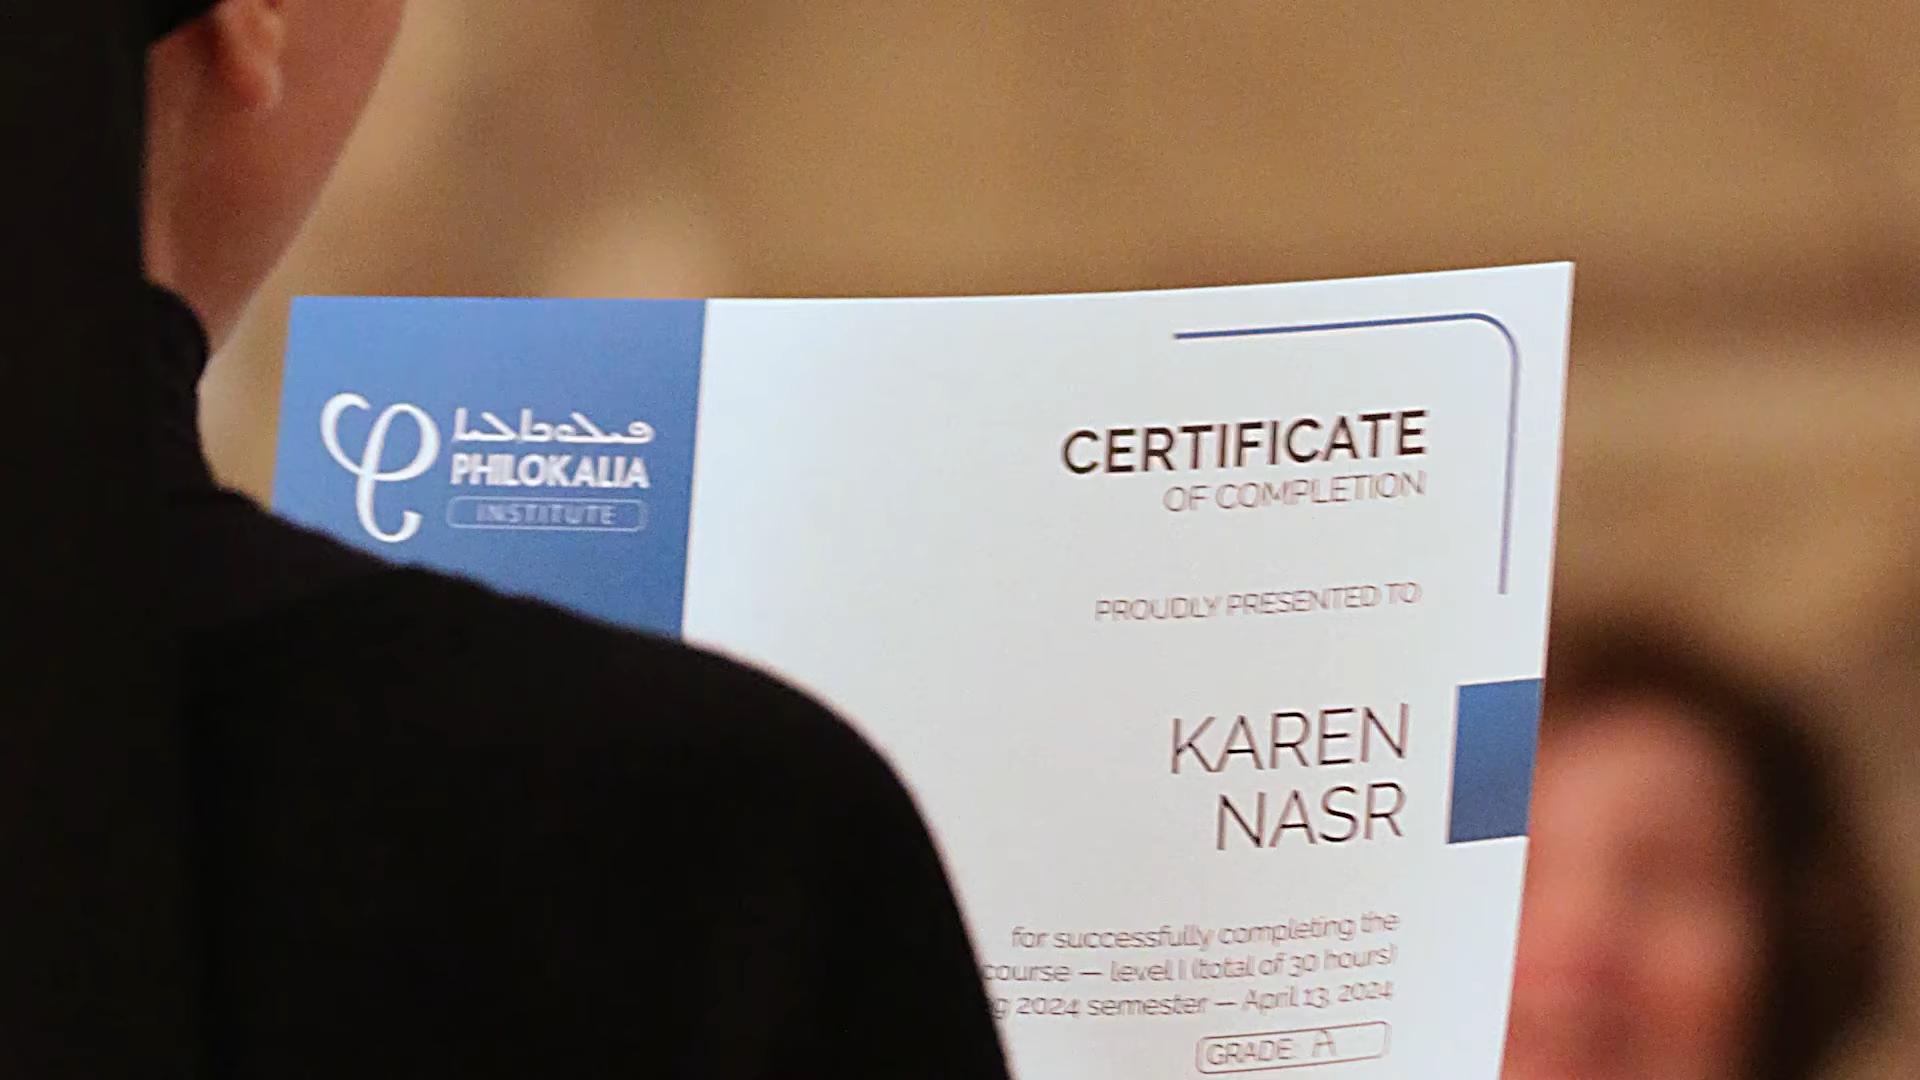 ܦܝܠܘܟܐܠܝܐ
PHILOKALIA
INSTITUTE
CERTIFICATE
OF COMPLETION
PROUDLY PRESENTED TO
KAREN
NASR
for successfully completing the
course — level I (total of 30 hours)
2024 semester — April 13, 2024
GRADE: A